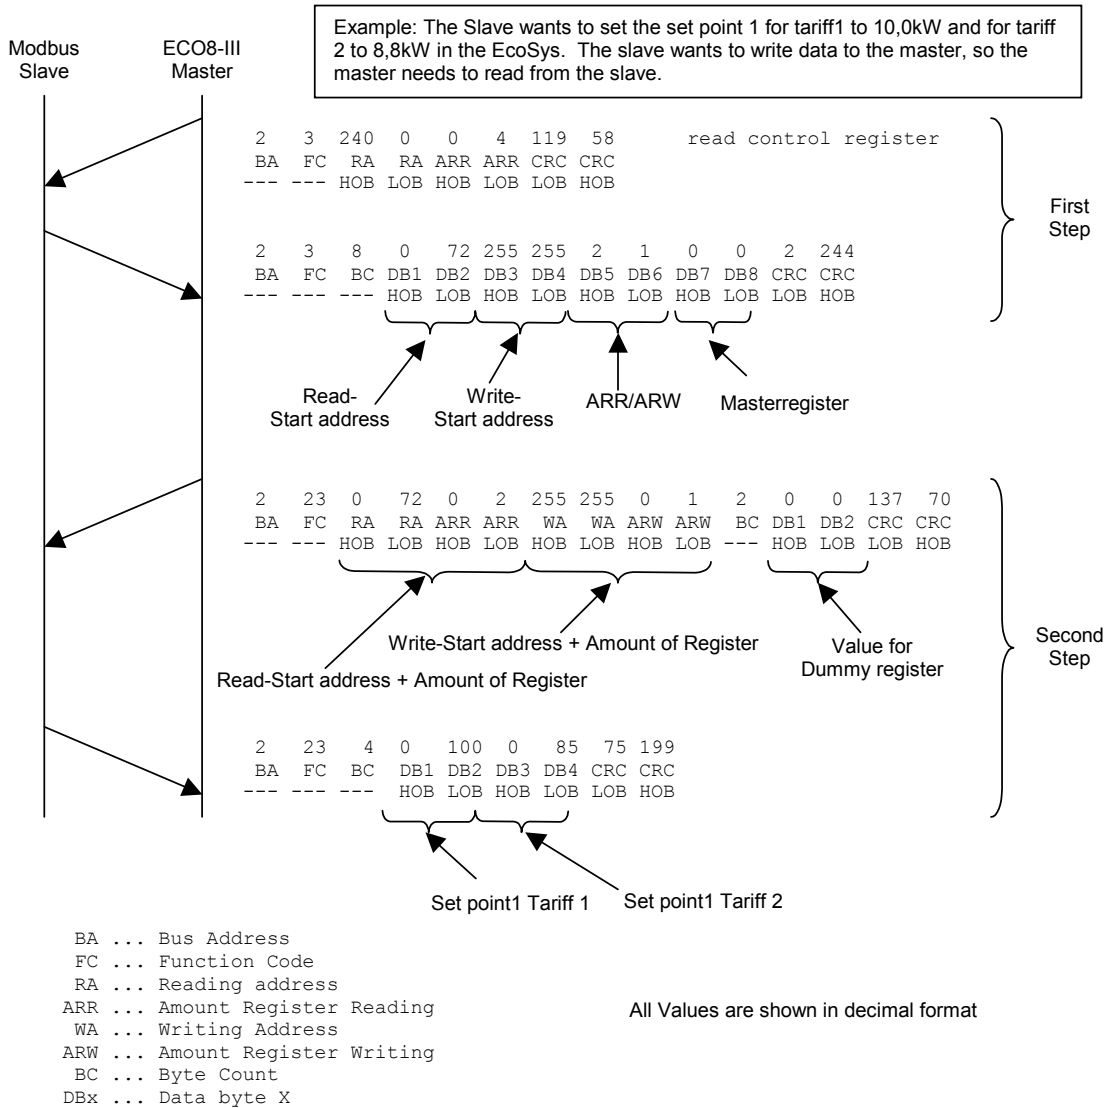 Example: The Slave wants to set the set point 1 for tariff1 to 10,0kW and for tariff
2 to 8,8kW in the EcoSys. The slave wants to write data to the master, so the
master needs to read from the slave.
Modbus
Slave
ECO8-III
Master
2 3 240 0 0 4 119 58 read control register
BA FC RA RA ARR ARR CRC CRC
--- --- HOB LOB HOB LOB LOB HOB
First
Step
2 3 8 0 72 255 255 2 1 0 0 2 244
BA FC BC DB1 DB2 DB3 DB4 DB5 DB6 DB7 DB8 CRC CRC
--- --- --- HOB LOB HOB LOB HOB LOB HOB LOB LOB HOB
Read-
Start address
Write-
Start address
ARR/ARW
Masterregister
2 23 0 72 0 2 255 255 0 1 2 0 0 137 70
BA FC RA RA ARR ARR WA WA ARW ARW BC DB1 DB2 CRC CRC
--- --- HOB LOB HOB LOB HOB LOB HOB LOB --- HOB LOB LOB HOB
Write-Start address + Amount of Register
Value for
Dummy register
Read-Start address + Amount of Register
Second
Step
2 23 4 0 100 0 85 75 199
BA FC BC DB1 DB2 DB3 DB4 CRC CRC
--- --- --- HOB LOB HOB LOB LOB HOB
Set point1 Tariff 1
Set point1 Tariff 2
BA ... Bus Address
FC ... Function Code
RA ... Reading address
ARR ... Amount Register Reading
WA ... Writing Address
ARW ... Amount Register Writing
BC ... Byte Count
DBx ... Data byte X
All Values are shown in decimal format